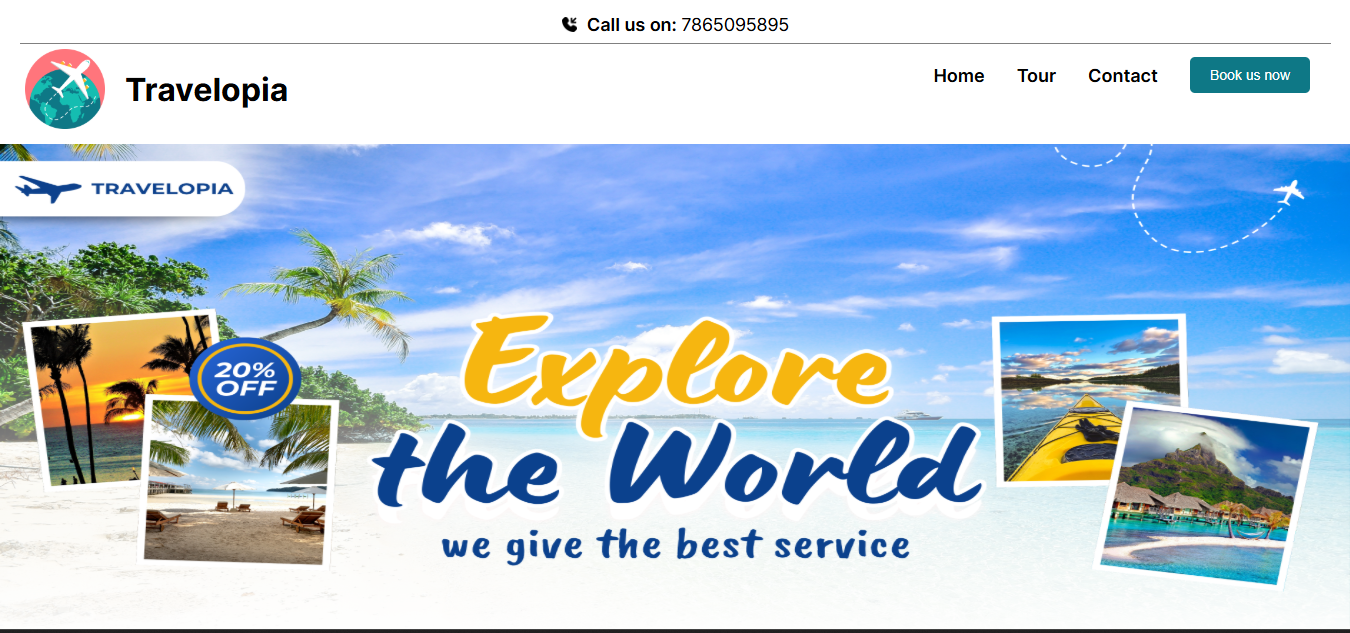 Call us on: 7865095895
Travelopia
Home Tour Contact Book us now
TRAVELOPIA
20%
OFF
Explore
the World
we give the best service